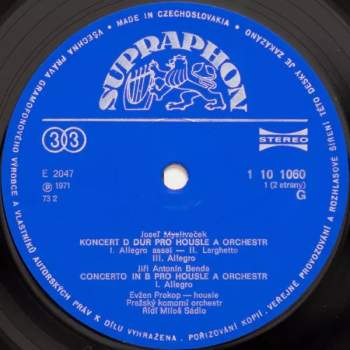 • MADE IN CZECHOSLOVAKIA •
VŠECHNA PRÁVA GRAMOFONOVÉHO VÝROBCE A VLASTNÍKŮ AUTORSKÝCH PRÁV K DÍLU VYHRAŽENA. POŘIZOVÁNÍ KOPIÍ, VEŘEJNÉ PROVOZOVÁNÍ A ROZHLASOVÉ ŠÍŘENÍ TÉTO DESKY JE ZAKÁZÁNO
SUPRAPHON
33
STEREO
E 2047
1 10 1060
℗ 1971
1 (2 strany)
73 2
G
Josef Mysliveček
KONCERT D DUR PRO HOUSLE A ORCHESTR
I. Allegro assai — II. Larghetto
III. Allegro
Jiří Antonín Benda
CONCERTO IN B PRO HOUSLE A ORCHESTR
I. Allegro
Evžen Prokop — housle
Pražský komorní orchestr
Řídí Miloš Sádlo